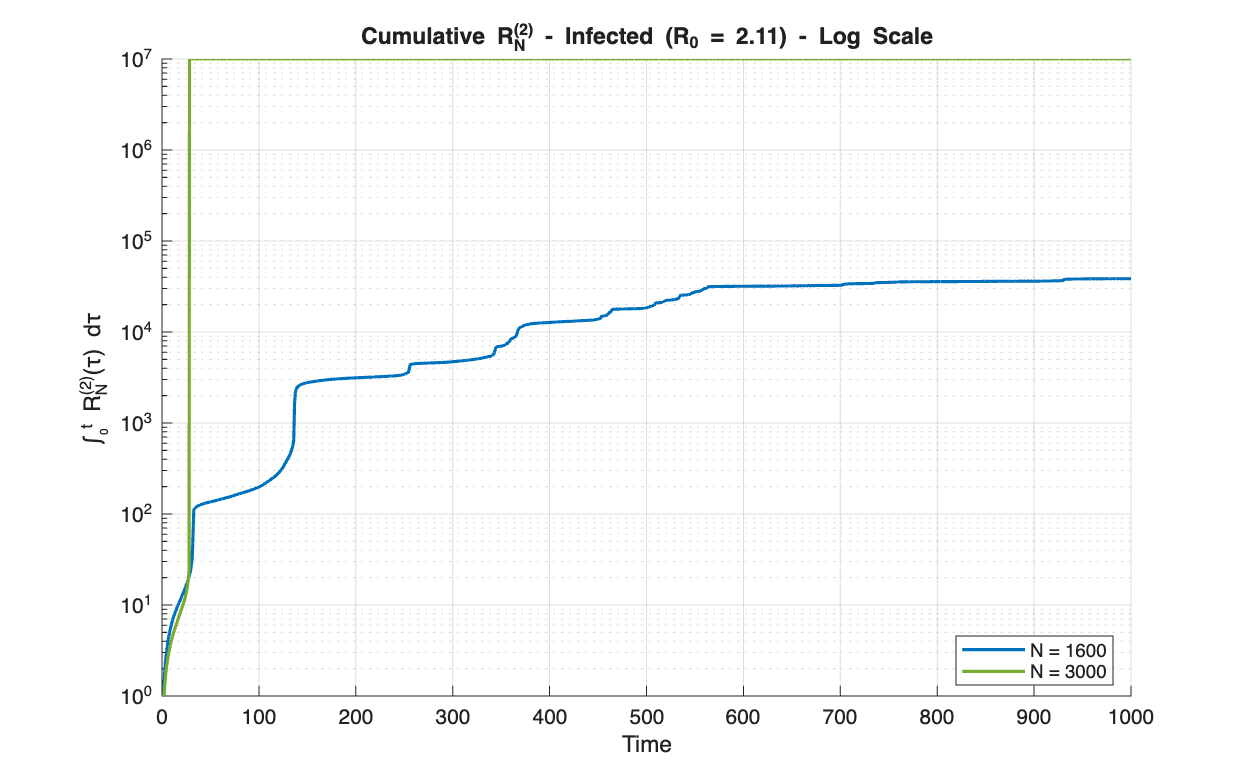 Cumulative R_N^(2) - Infected (R_0 = 2.11) - Log Scale
10^7
10^6
10^5
10^4
10^3
10^2
10^1
10^0
∫_0^t R_N^(2)(τ) dτ
0 100 200 300 400 500 600 700 800 900 1000
Time
N = 1600
N = 3000